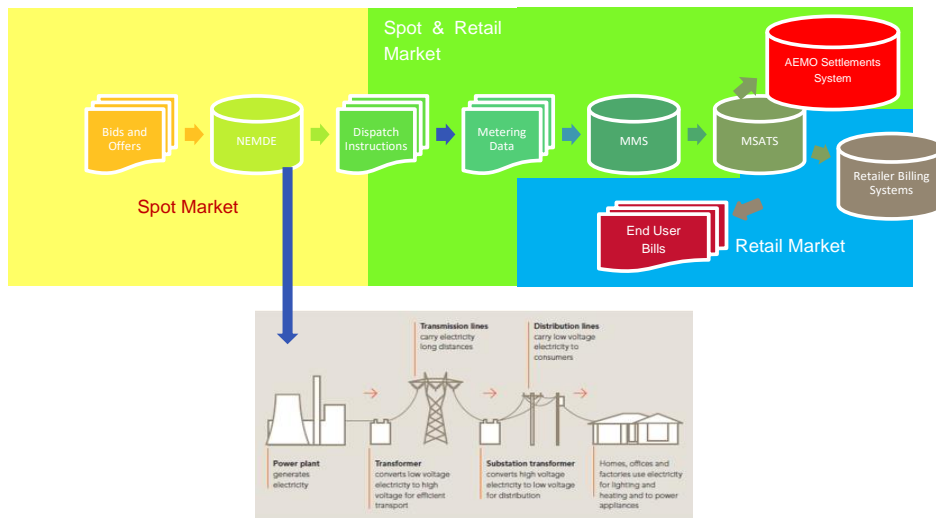 Spot & Retail
Market
AEMO Settlements
System
Bids and
Offers
NEMDE
Dispatch
Instructions
Metering
Data
MMS
MSATS
Retailer Billing
Systems
Spot Market
End User
Bills
Retail Market
Transmission lines
carry electricity
long distances
Distribution lines
carry low voltage
electricity to
consumers
Power plant
generates
electricity
Transformer
converts low voltage
electricity to high
voltage for efficient
transport
Substation transformer
converts high voltage
electricity to low voltage
for distribution
Homes, offices and
factories use electricity
for lighting and
heating and to power
appliances